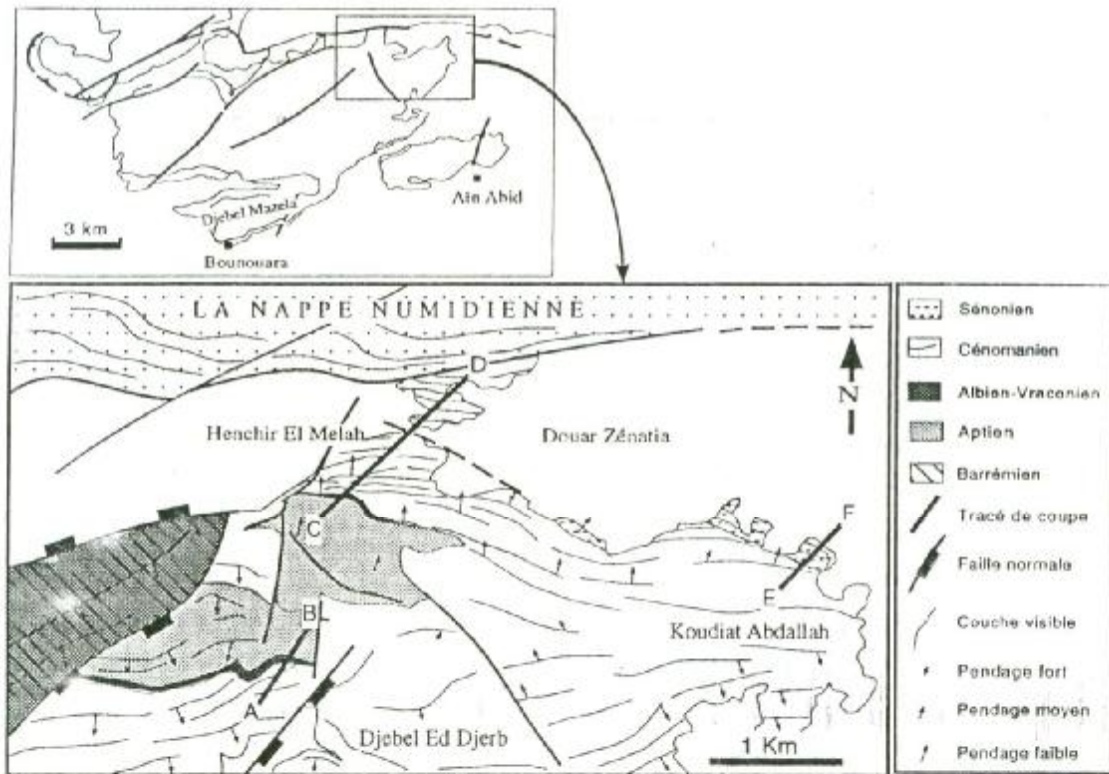 Djebel Mazela
Aïn Abid
3 km
Bounouara
LA NAPPE NUMIDIENNE
D
N
Henchir El Melah
Douar Zénatia
C
F
B
E
Koudiat Abdallah
A
Djebel Ed Djerb
1 Km
Sénonien
Cénomanien
Albien-Vraconien
Aptien
Barrémien
Tracé de coupe
Faille normale
Couche visible
Pendage fort
Pendage moyen
Pendage faible